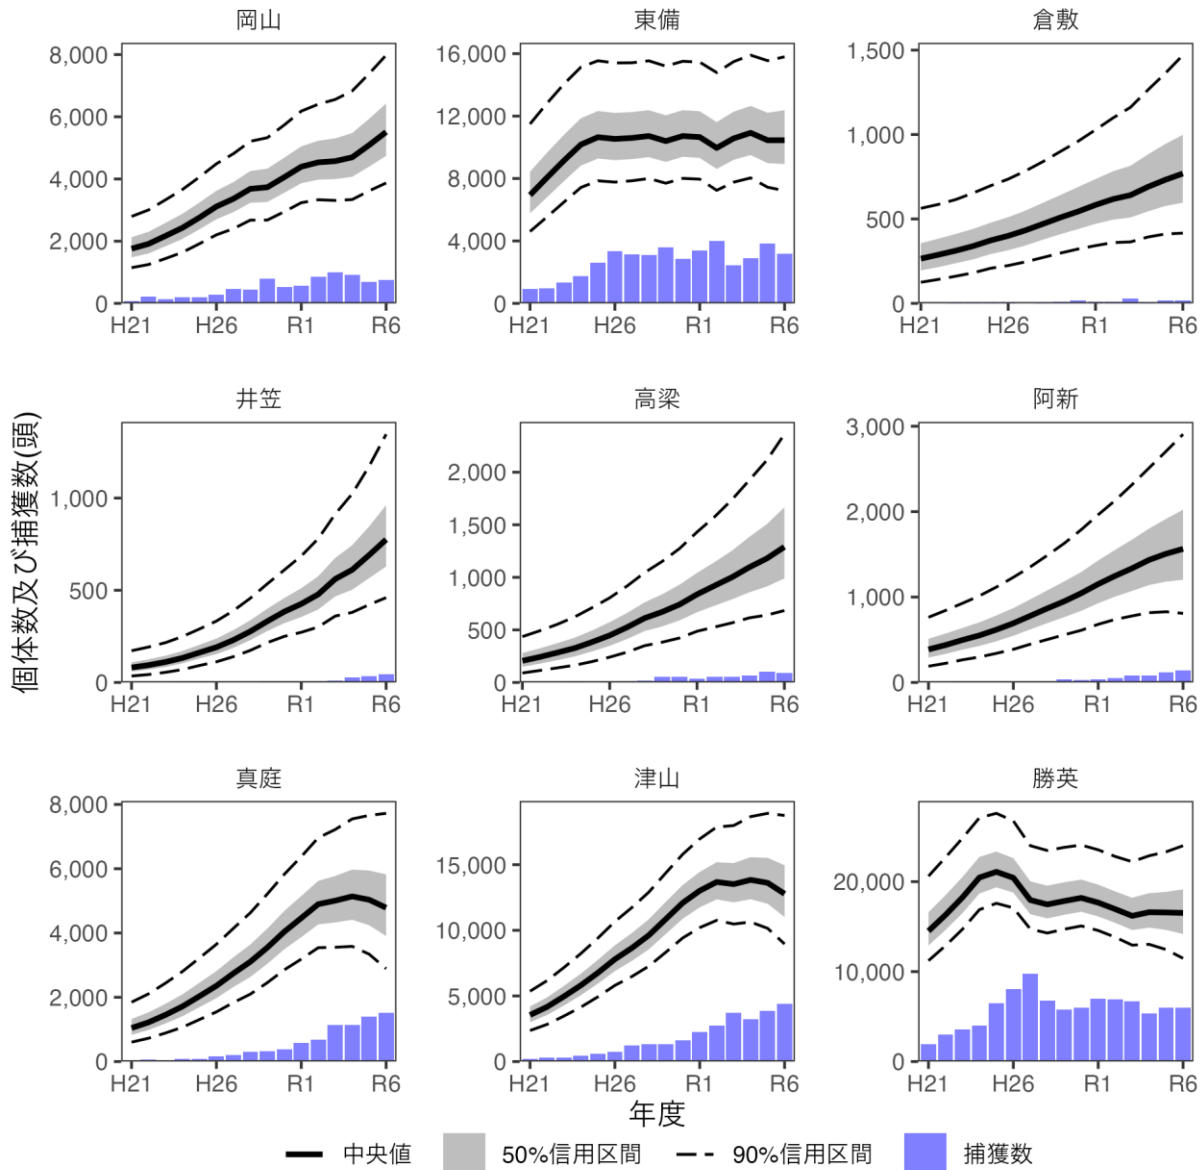 岡山
東備
倉敷
8,000
6,000
4,000
2,000
0
H21
H26
R1
R6
16,000
12,000
8,000
4,000
0
H21
H26
R1
R6
1,500
1,000
500
0
H21
H26
R1
R6
個体数及び捕獲数(頭)
井笠
高梁
阿新
1,000
500
0
H21
H26
R1
R6
2,000
1,500
1,000
500
0
H21
H26
R1
R6
3,000
2,000
1,000
0
H21
H26
R1
R6
真庭
津山
勝英
8,000
6,000
4,000
2,000
0
H21
H26
R1
R6
15,000
10,000
5,000
0
H21
H26
R1
R6
20,000
10,000
0
H21
H26
R1
R6
年度
中央値 50%信用区間 90%信用区間 捕獲数